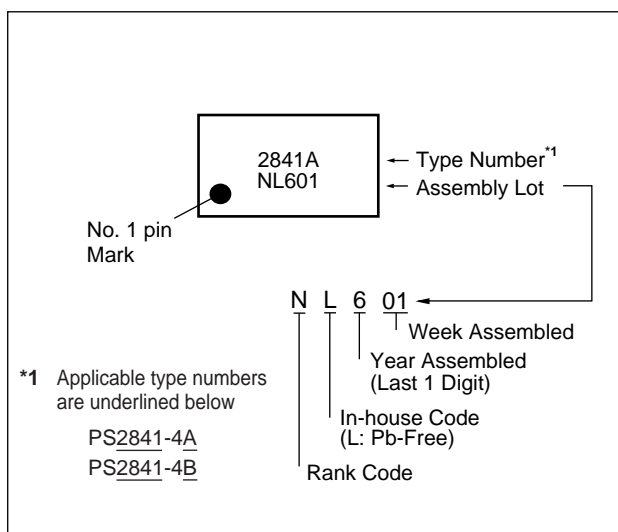 2841A
NL601
Type Number*1
Assembly Lot
No. 1 pin
Mark
N L 6 01
Week Assembled
Year Assembled
(Last 1 Digit)
In-house Code
(L: Pb-Free)
Rank Code
*1 Applicable type numbers
are underlined below
PS2841-4A
PS2841-4B